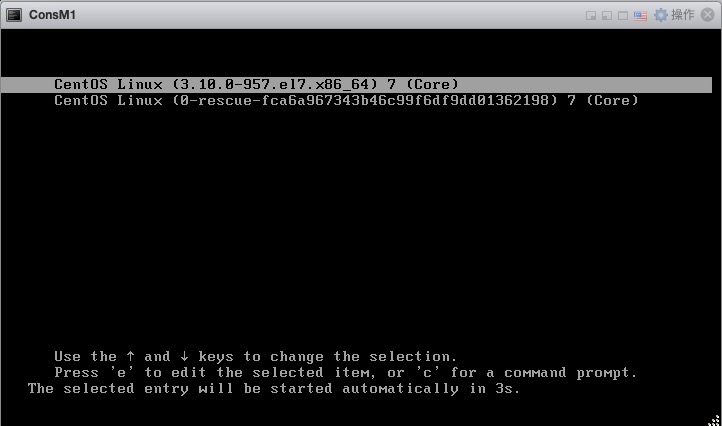 ConsM1
操作
CentOS Linux (3.10.0-957.el7.x86_64) 7 (Core)
CentOS Linux (0-rescue-fca6a967343b46c99f6df9dd01362198) 7 (Core)
Use the ↑ and ↓ keys to change the selection.
Press 'e' to edit the selected item, or 'c' for a command prompt.
The selected entry will be started automatically in 3s.